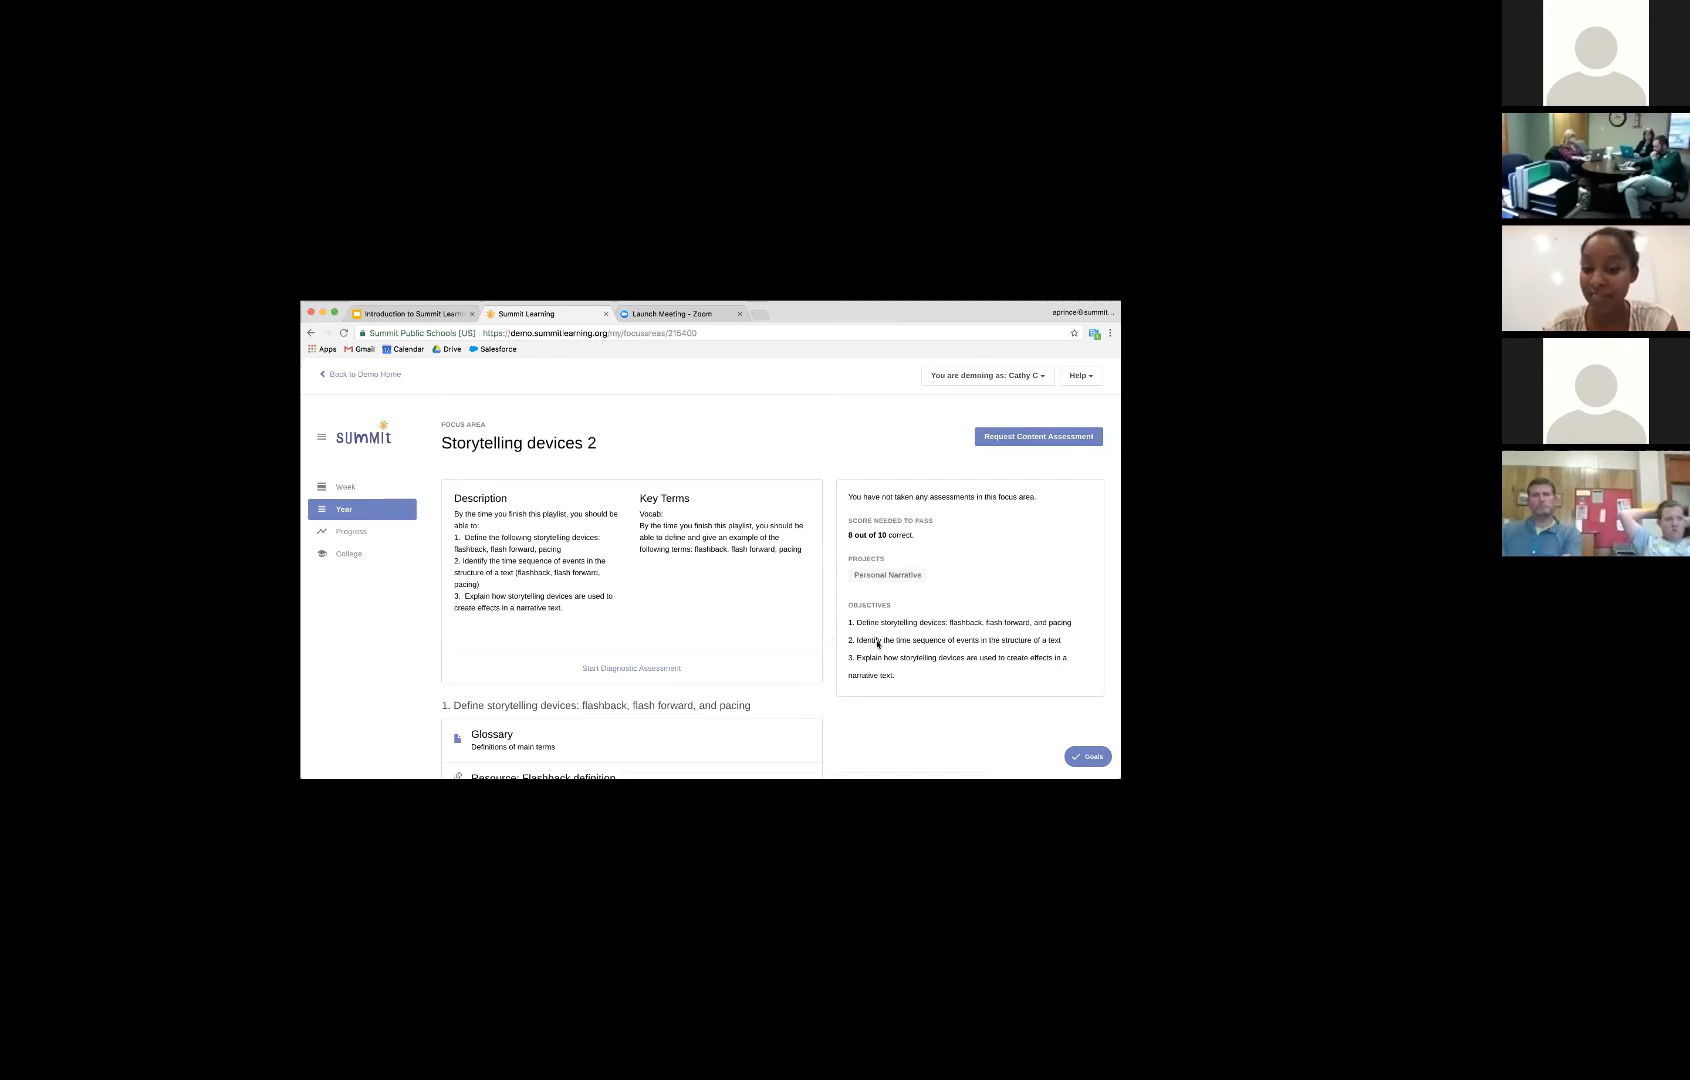 Introduction to Summit Learn
Summit Learning
Launch Meeting - Zoom
aprince@summit...
Summit Public Schools [US]
https://demo.summitlearning.org/my/focusareas/215400
Apps
Gmail
Calendar
Drive
Salesforce
Back to Demo Home
You are demoing as: Cathy C
Help
FOCUS AREA
Storytelling devices 2
Request Content Assessment
summit
Week
Year
Progress
College
Description
By the time you finish this playlist, you should be
able to:
1. Define the following storytelling devices:
flashback, flash forward, pacing
2. Identify the time sequence of events in the
structure of a text (flashback, flash forward,
pacing)
3. Explain how storytelling devices are used to
create effects in a narrative text.
Key Terms
Vocab:
By the time you finish this playlist, you should be
able to define and give an example of the
following terms: flashback, flash forward, pacing
Start Diagnostic Assessment
You have not taken any assessments in this focus area.
SCORE NEEDED TO PASS
8 out of 10 correct.
PROJECTS
Personal Narrative
OBJECTIVES
1. Define storytelling devices: flashback, flash forward, and pacing
2. Identify the time sequence of events in the structure of a text
3. Explain how storytelling devices are used to create effects in a
narrative text.
1. Define storytelling devices: flashback, flash forward, and pacing
Glossary
Definitions of main terms
Resource: Flashback definition
Goals